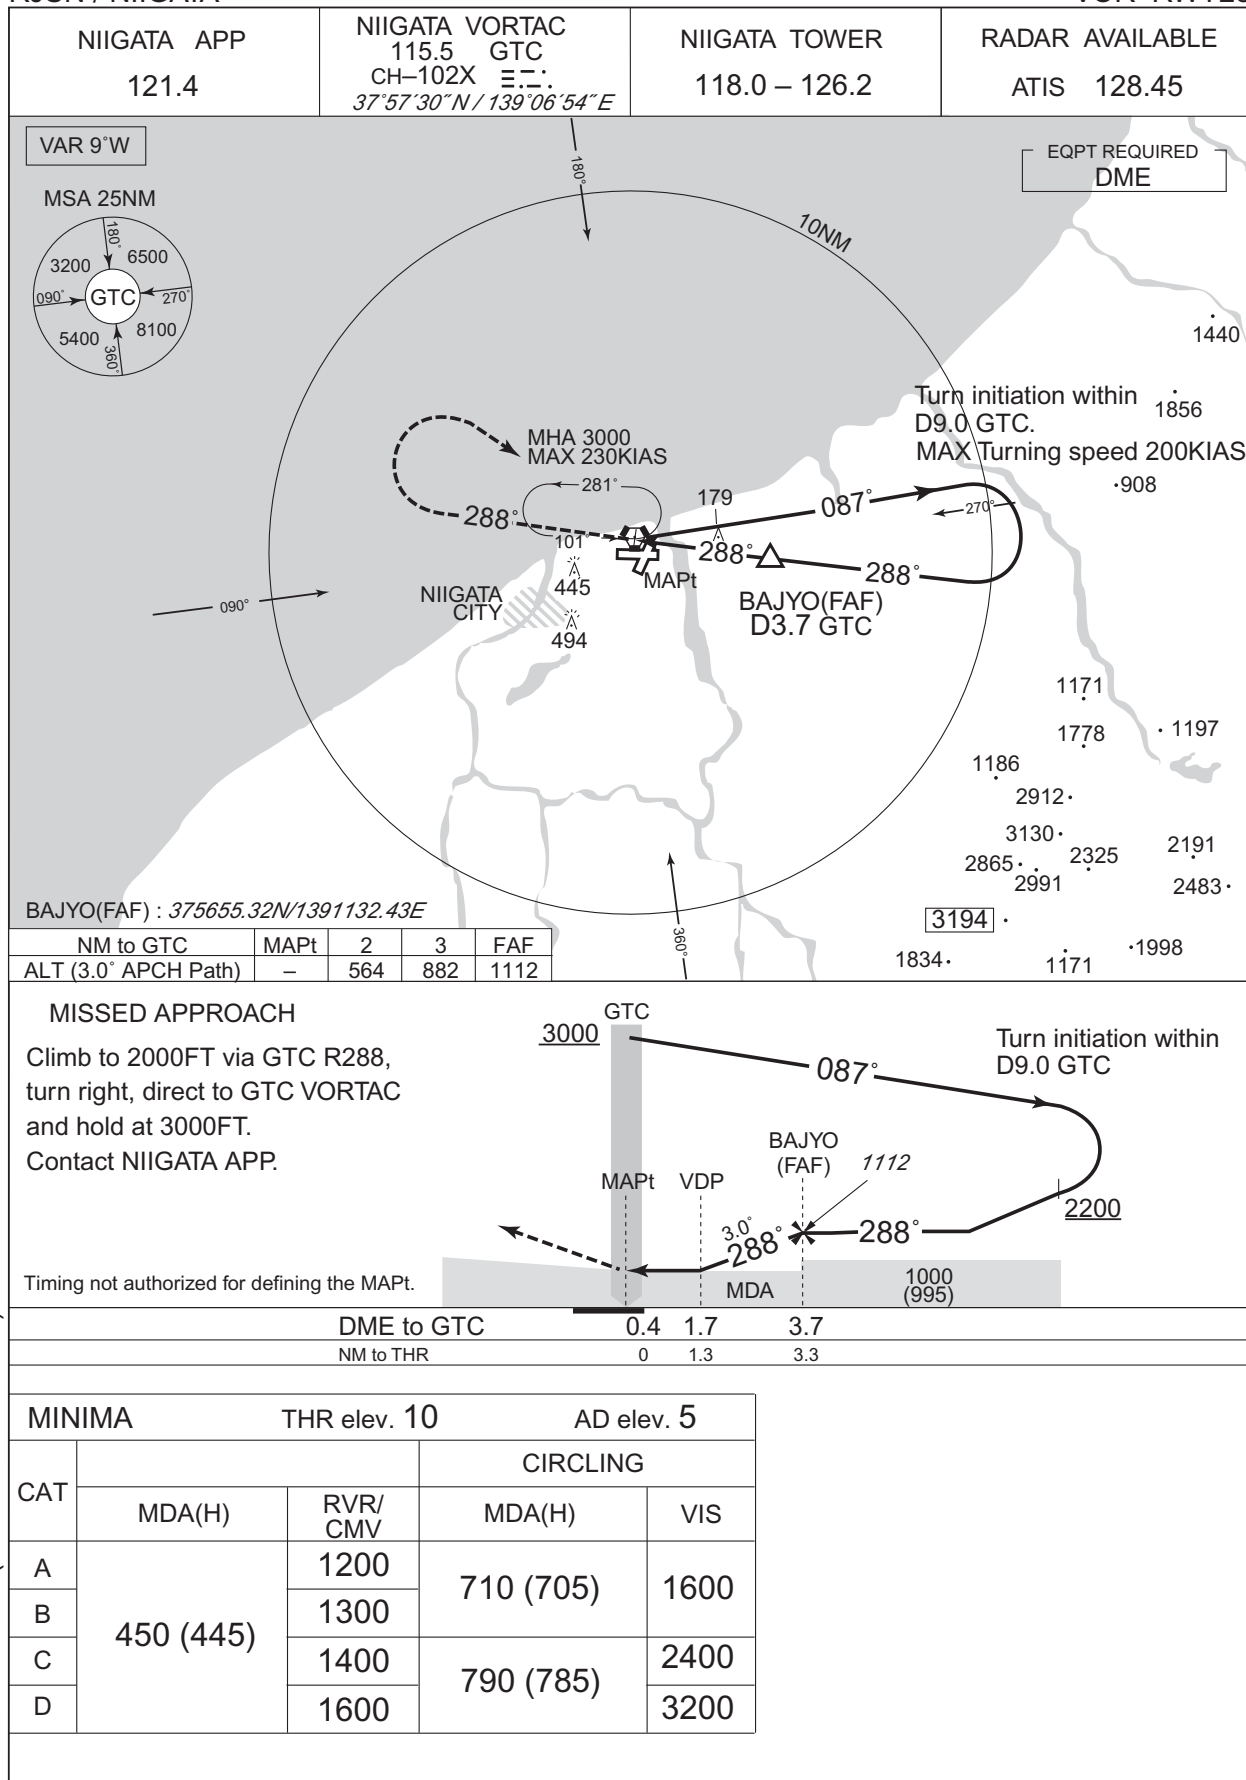 NIIGATA APP
121.4
NIIGATA VORTAC
115.5 GTC
CH–102X
37°57′30″N / 139°06′54″E
NIIGATA TOWER
118.0 – 126.2
RADAR AVAILABLE
ATIS 128.45
VAR 9°W
EQPT REQUIRED
DME
MSA 25NM
180°
3200
6500
090°
GTC
270°
5400
8100
360°
180°
10NM
1440
Turn initiation within
D9.0 GTC.
MAX Turning speed 200KIAS
1856
908
MHA 3000
MAX 230KIAS
281°
179
087°
270°
288°
101°
288°
288°
445
MAPt
NIIGATA
CITY
494
BAJYO(FAF)
D3.7 GTC
090°
1171
1778
1197
1186
2912
3130
2865
2991
2325
2191
2483
3194
1834
1171
1998
360°
BAJYO(FAF) : 375655.32N/1391132.43E
NM to GTC MAPt 2 3 FAF
ALT (3.0° APCH Path) – 564 882 1112
MISSED APPROACH
Climb to 2000FT via GTC R288,
turn right, direct to GTC VORTAC
and hold at 3000FT.
Contact NIIGATA APP.
Timing not authorized for defining the MAPt.
GTC
3000
087°
Turn initiation within
D9.0 GTC
BAJYO
(FAF)
1112
MAPt
VDP
2200
3.0°
288°
288°
MDA
1000
(995)
DME to GTC 0.4 1.7 3.7
NM to THR 0 1.3 3.3
MINIMA THR elev. 10 AD elev. 5
CAT
CIRCLING
MDA(H) RVR/
CMV
MDA(H) VIS
A 1200
B 1300
C 1400
D 1600
450 (445)
710 (705) 1600
790 (785) 2400
3200